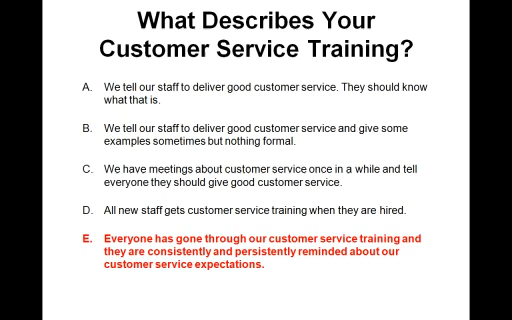 What Describes Your
Customer Service Training?
A. We tell our staff to deliver good customer service. They should know
what that is.
B. We tell our staff to deliver good customer service and give some
examples sometimes but nothing formal.
C. We have meetings about customer service once in a while and tell
everyone they should give good customer service.
D. All new staff gets customer service training when they are hired.
E. Everyone has gone through our customer service training and
they are consistently and persistently reminded about our
customer service expectations.